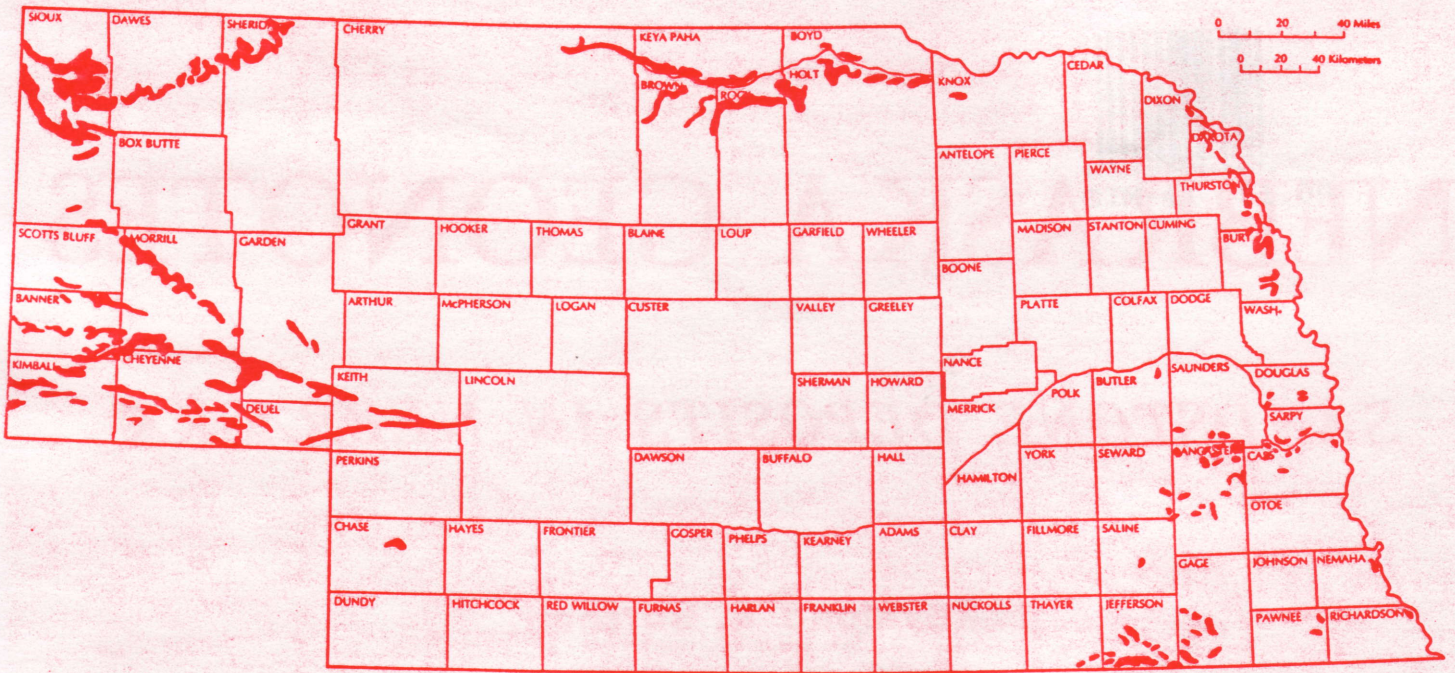 SIOUX
DAWES
SHERIDAN
CHERRY
KEYA PAHA
BOYD
0 20 40 Miles
0 20 40 Kilometers
BROWN
ROCK
HOLT
KNOX
CEDAR
DIXON
DAKOTA
BOX BUTTE
ANTELOPE
PIERCE
WAYNE
THURSTON
SCOTTS BLUFF
MORRILL
GARDEN
GRANT
HOOKER
THOMAS
BLAINE
LOUP
GARFIELD
WHEELER
MADISON
STANTON
CUMING
BURT
BOONE
BANNER
ARTHUR
McPHERSON
LOGAN
CUSTER
VALLEY
GREELEY
PLATTE
COLFAX
DODGE
WASH.
KIMBALL
CHEYENNE
NANCE
KEITH
LINCOLN
SHERMAN
HOWARD
BUTLER
SAUNDERS
DOUGLAS
DEUEL
MERRICK
POLK
SARPY
PERKINS
DAWSON
BUFFALO
HALL
HAMILTON
YORK
SEWARD
LANCASTER
CASS
OTOE
CHASE
HAYES
FRONTIER
GOSPER
PHELPS
KEARNEY
ADAMS
CLAY
FILLMORE
SALINE
GAGE
JOHNSON
NEMAHA
DUNDY
HITCHCOCK
RED WILLOW
FURNAS
HARLAN
FRANKLIN
WEBSTER
NUCKOLLS
THAYER
JEFFERSON
PAWNEE
RICHARDSON